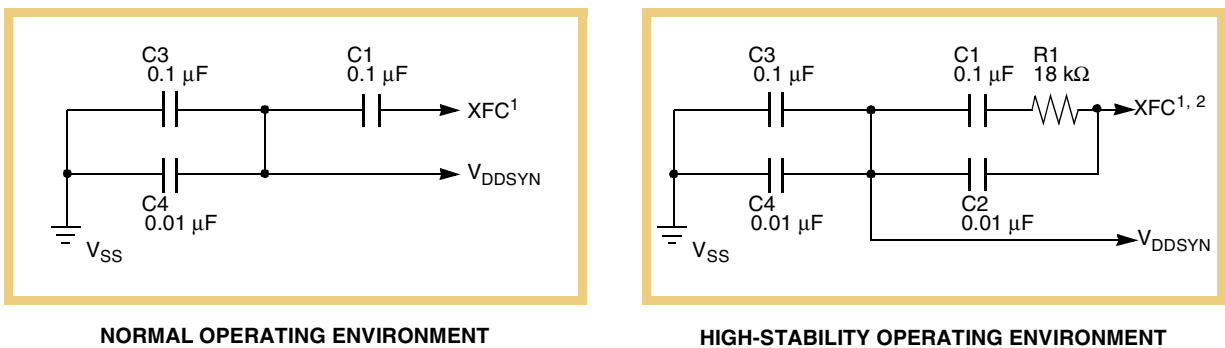 C3
0.1 μF
C1
0.1 μF
XFC1
VDDSYN
C4
0.01 μF
VSS
NORMAL OPERATING ENVIRONMENT
C3
0.1 μF
C1
0.1 μF
R1
18 kΩ
XFC1, 2
C4
0.01 μF
C2
0.01 μF
VSS
VDDSYN
HIGH-STABILITY OPERATING ENVIRONMENT